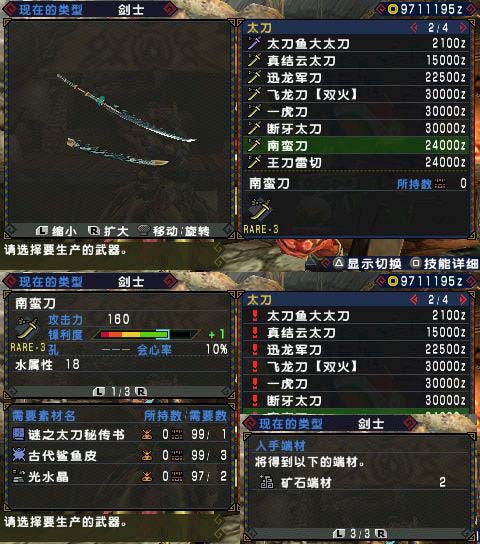 现在的类型 剑士
9711195z
太刀 2/4
太刀鱼大太刀 2100z
真结云太刀 15000z
迅龙军刀 22500z
飞龙刀【双火】 30000z
一虎刀 30000z
断牙太刀 30000z
南蛮刀 24000z
王刀雷切 24000z
南蛮刀 所持数 0
RARE-3
L 缩小 R 扩大 移动/旋转
请选择要生产的武器。
△显示切换 □技能详细
现在的类型 剑士
9711195z
南蛮刀
RARE-3
攻击力 160
锋利度 +1
孔 --- 会心率 10%
水属性 18
L 1/3 R
需要素材名 所持数 需要数
谜之太刀秘传书 0 99/ 1
古代鲨鱼皮 0 99/ 3
光水晶 0 97/ 2
请选择要生产的武器。
太刀 2/4
太刀鱼大太刀 2100z
真结云太刀 15000z
迅龙军刀 22500z
飞龙刀【双火】 30000z
一虎刀 30000z
断牙太刀 30000z
现在的类型 剑士
入手端材
将得到以下的端材。
矿石端材 2
L 3/3 R